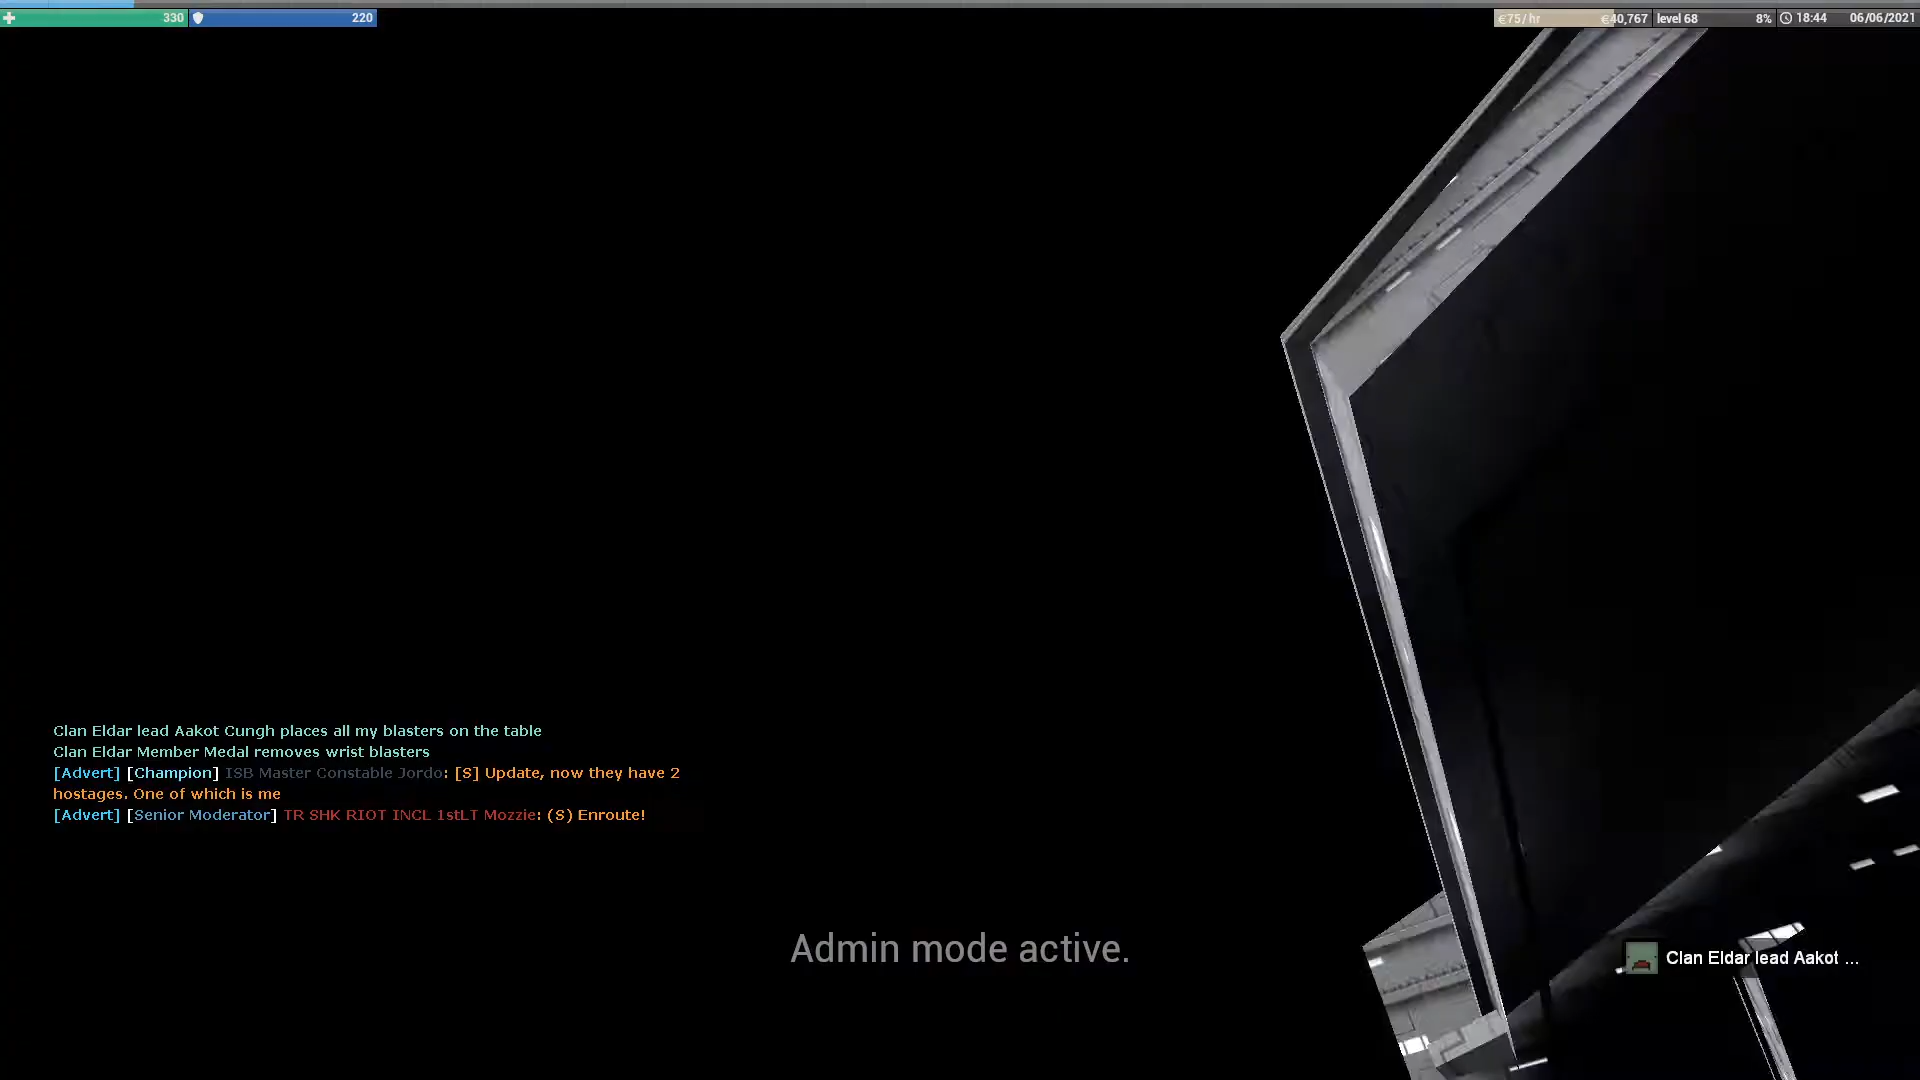 330
220
€75/hr €40,767 level 68 8% 18:44 06/06/2021
Clan Eldar lead Aakot Cungh places all my blasters on the table
Clan Eldar Member Medal removes wrist blasters
[Advert] [Champion] ISB Master Constable Jordo: [S] Update, now they have 2
hostages. One of which is me
[Advert] [Senior Moderator] TR SHK RIOT INCL 1stLT Mozzie: (S) Enroute!
Admin mode active.
Clan Eldar lead Aakot ...